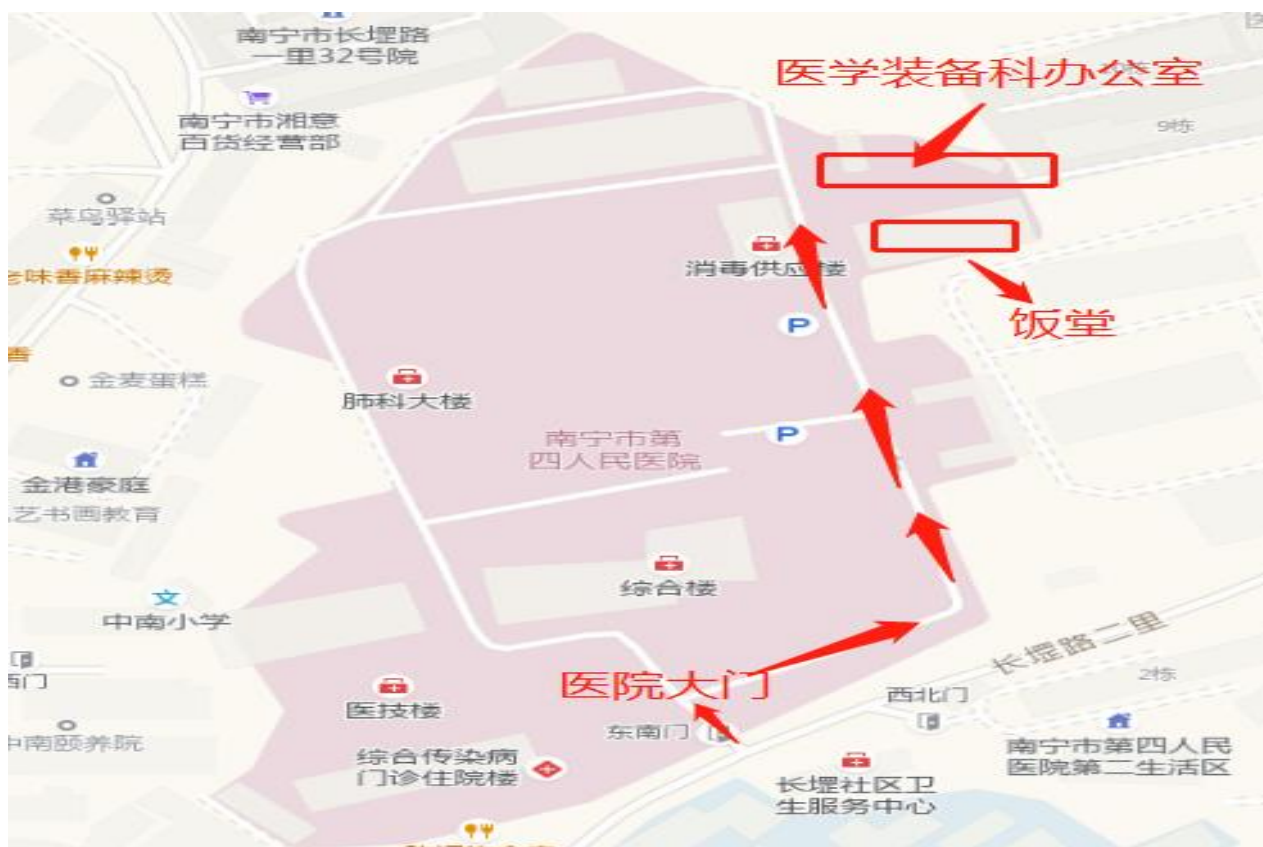 南宁市长堽路
一里32号院
医学装备科办公室
南宁市湘意
百货经营部
9栋
菜鸟驿站
老味香麻辣烫
消毒供应楼
P
饭堂
香
金麦蛋糕
肺科大楼
P
南宁市第
四人民医院
金港豪庭
艺书画教育
综合楼
中南小学
长堽路二里
西门
医院大门
2栋
西北门
医技楼
东南门
中南颐养院
南宁市第四人民
医院第二生活区
综合传染病
门诊住院楼
长堽社区卫
生服务中心